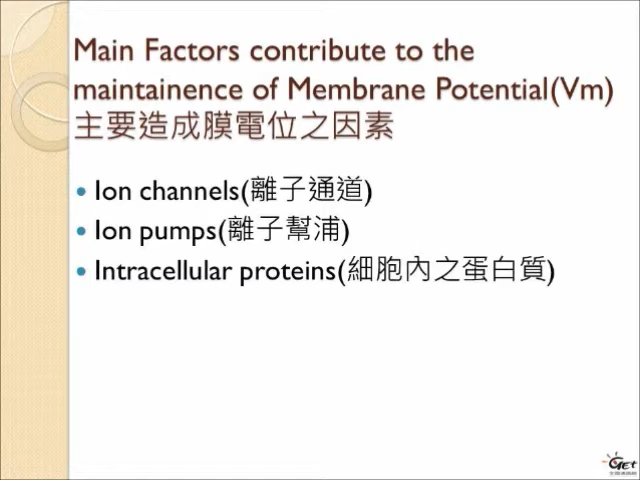 Main Factors contribute to the
maintainence of Membrane Potential(Vm)
主要造成膜電位之因素
Ion channels(離子通道)
Ion pumps(離子幫浦)
Intracellular proteins(細胞內之蛋白質)
GET